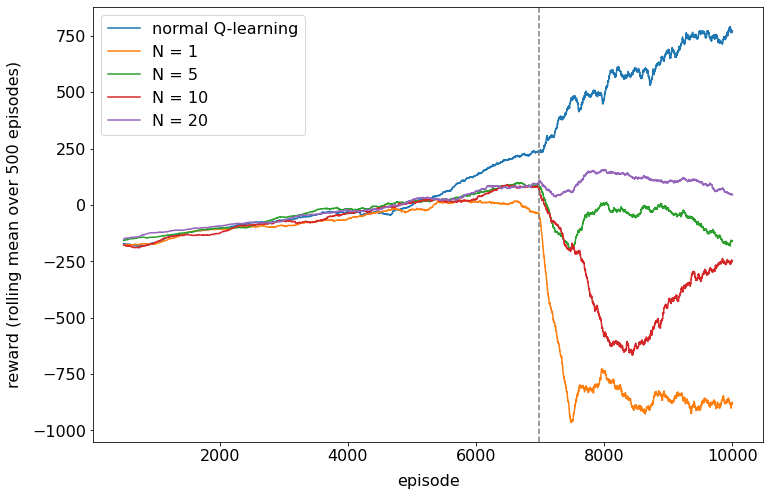 normal Q-learning
N = 1
N = 5
N = 10
N = 20
reward (rolling mean over 500 episodes)
750
500
250
0
−250
−500
−750
−1000
2000
4000
6000
8000
10000
episode